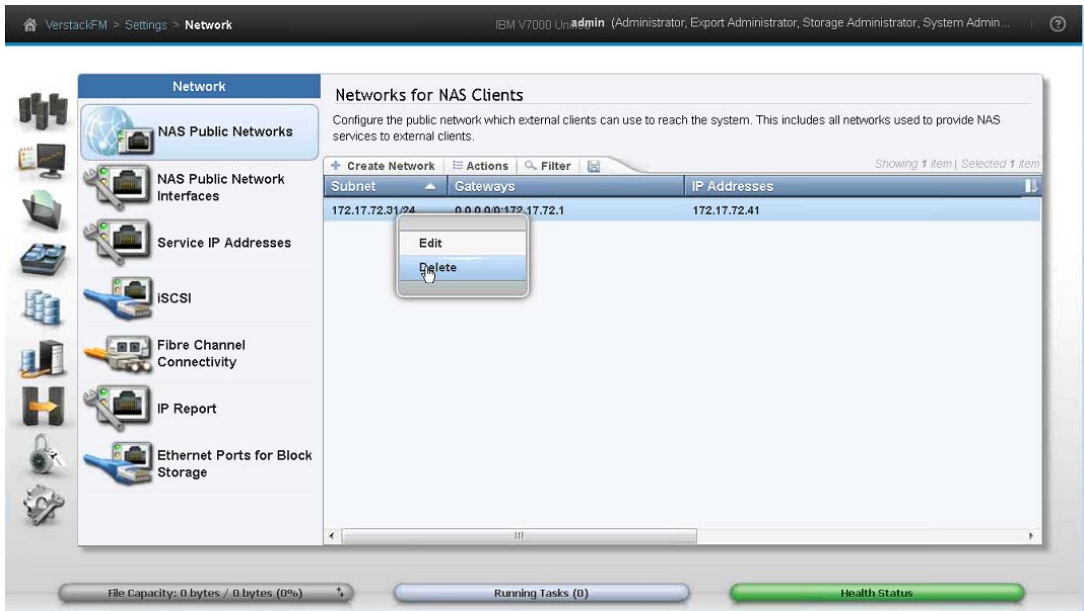 VerstackFM > Settings > Network
IBM V7000 Uni
admin (Administrator, Export Administrator, Storage Administrator, System Admin...
?
Network
NAS Public Networks
NAS Public Network
Interfaces
Service IP Addresses
iSCSI
Fibre Channel
Connectivity
IP Report
Ethernet Ports for Block
Storage
Networks for NAS Clients
Configure the public network which external clients can use to reach the system. This includes all networks used to provide NAS
services to external clients.
Create Network Actions Filter
Showing 1 item | Selected 1 item
Subnet Gateways IP Addresses
172.17.72.31/24 0.0.0.0/0:172.17.72.1 172.17.72.41
Edit
Delete
File Capacity: 0 bytes / 0 bytes (0%)
Running Tasks (0)
Health Status